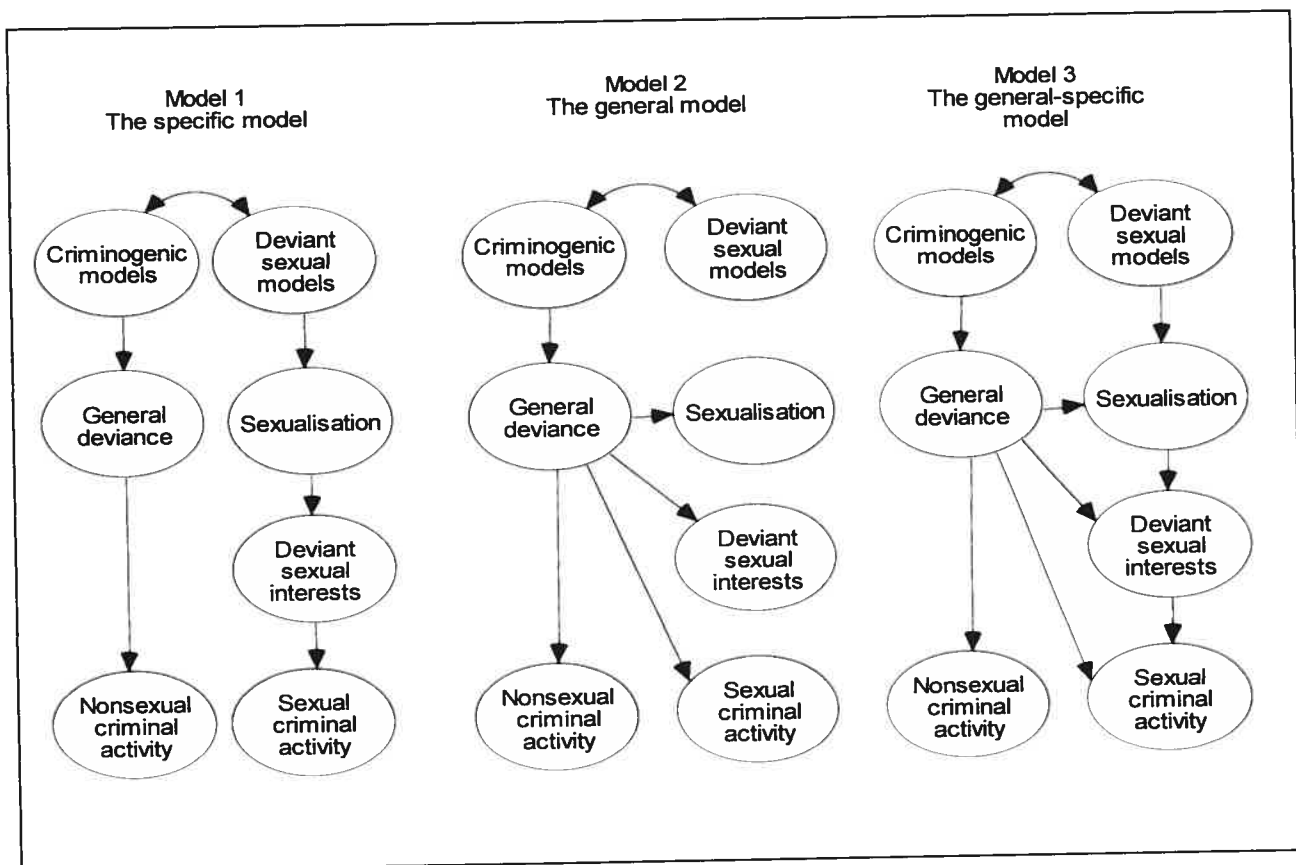 Model 1
The specific model
Criminogenic
models
Deviant
sexual
models
General
deviance
Sexualisation
Deviant
sexual
interests
Nonsexual
criminal
activity
Sexual
criminal
activity
Model 2
The general model
Criminogenic
models
Deviant
sexual
models
General
deviance
Sexualisation
Deviant
sexual
interests
Nonsexual
criminal
activity
Sexual
criminal
activity
Model 3
The general-specific
model
Criminogenic
models
Deviant
sexual
models
General
deviance
Sexualisation
Deviant
sexual
interests
Nonsexual
criminal
activity
Sexual
criminal
activity